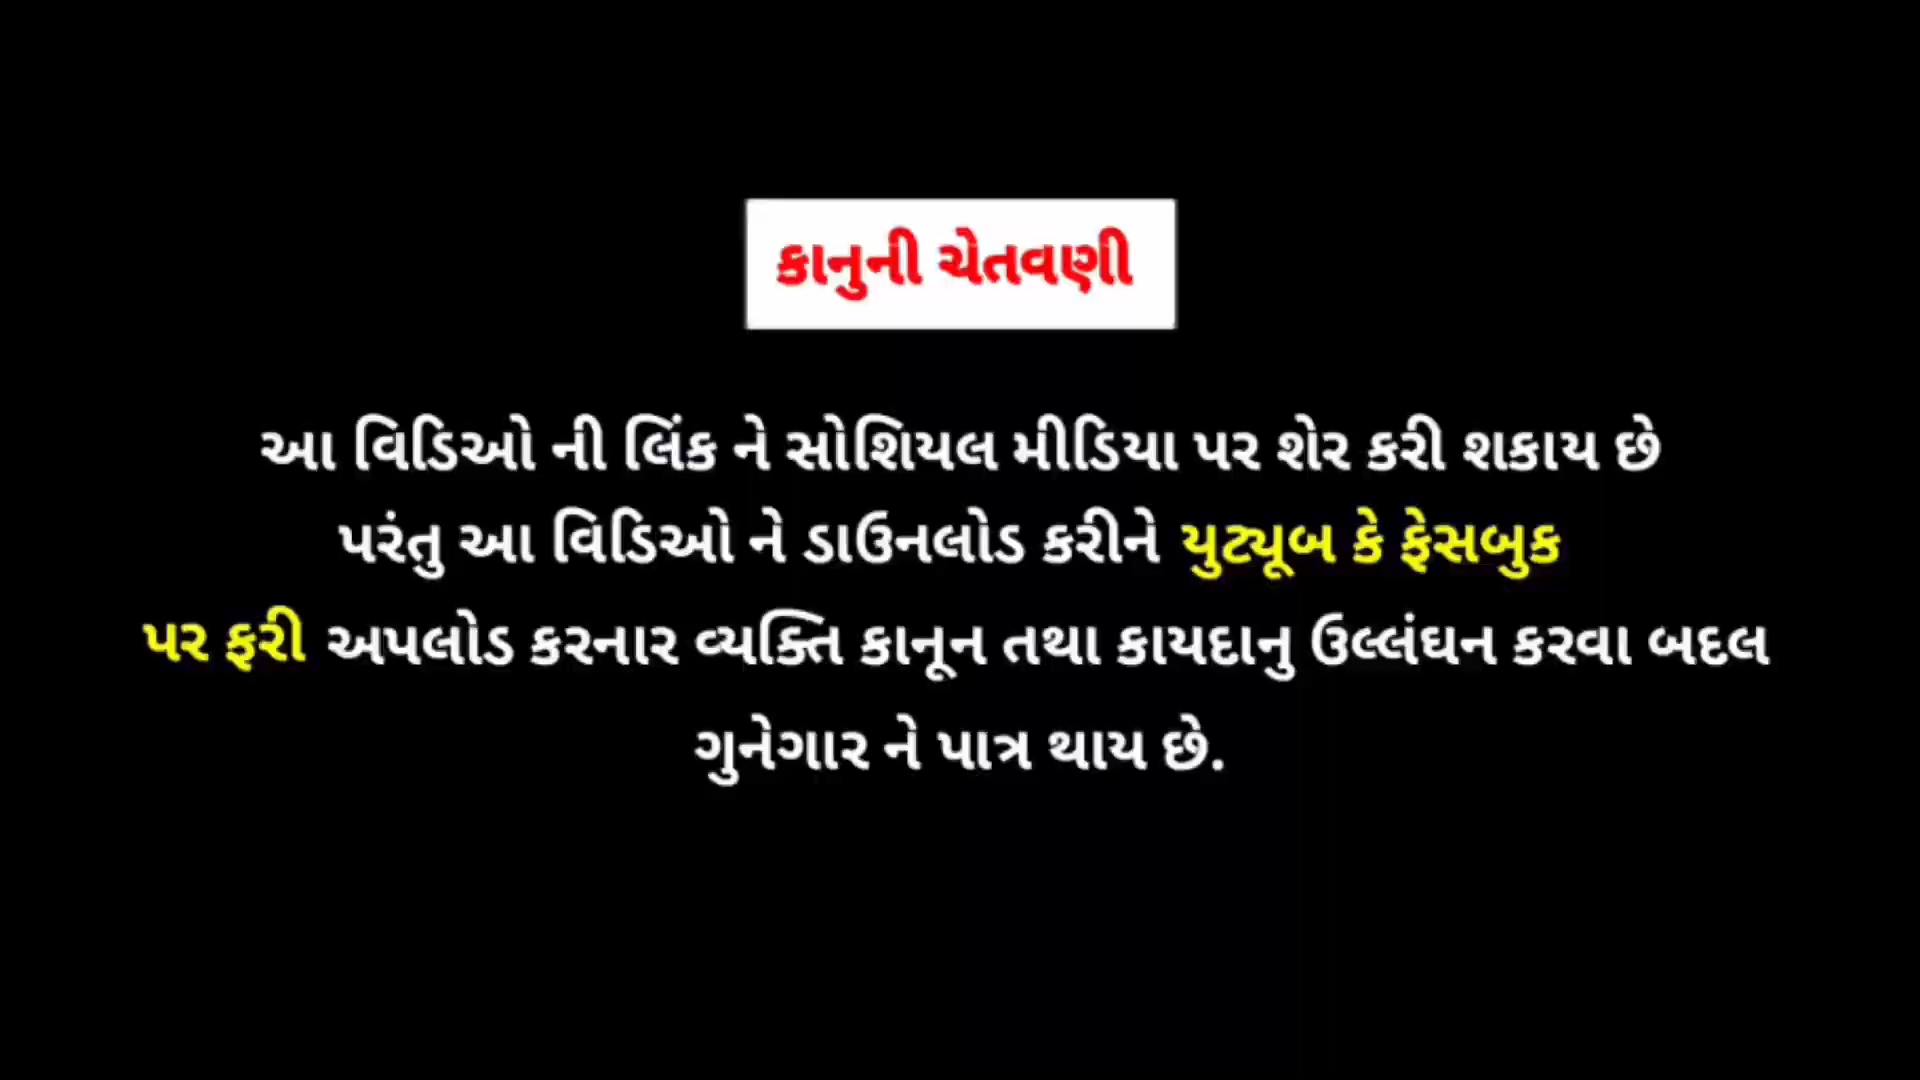 કાનુની ચેતવણી
આ વિડિઓ ની લિંક ને સોશિયલ મીડિયા પર શેર કરી શકાય છે
પરંતુ આ વિડિઓ ને ડાઉનલોડ કરીને યુટ્યૂબ કે ફેસબુક
પર ફરી અપલોડ કરનાર વ્યક્તિ કાનૂન તથા કાયદાનુ ઉલ્લંઘન કરવા બદલ
ગુનેગાર ને પાત્ર થાય છે.